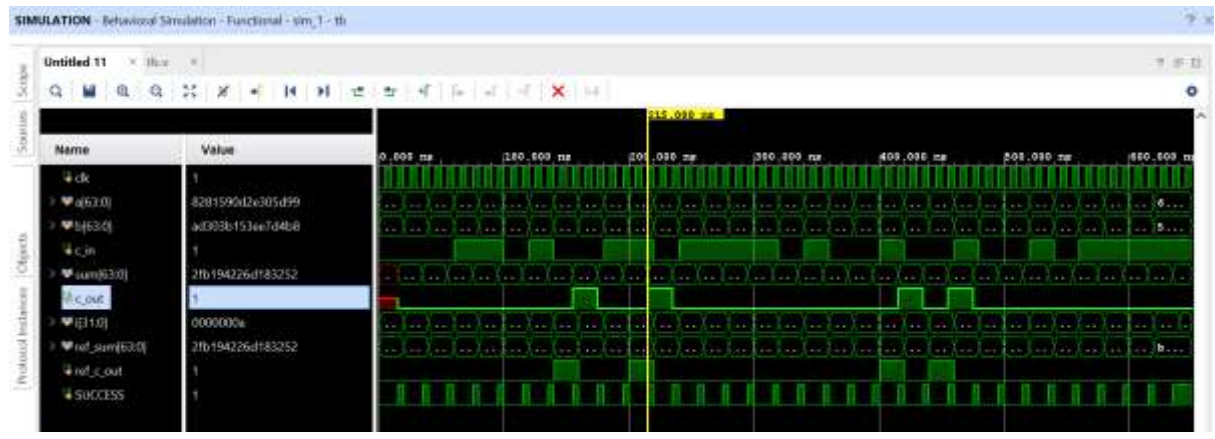 SIMULATION - Behavioral Simulation - Functional - sim_1 - tb
Untitled 11
tb.v
Scope
Sources
Objects
Protocol Instances
215.000 ns
Name Value
0.000 ns 100.000 ns 200.000 ns 300.000 ns 400.000 ns 500.000 ns 600.000 n
clk 1
a[63:0] 8281590d2e305d99
b[63:0] ad303b153ee7d4b8
c_in 1
sum[63:0] 2fb194226d183252
c_out 1
i[31:0] 0000000a
ref_sum[63:0] 2fb194226d183252
ref_c_out 1
SUCCESS 1